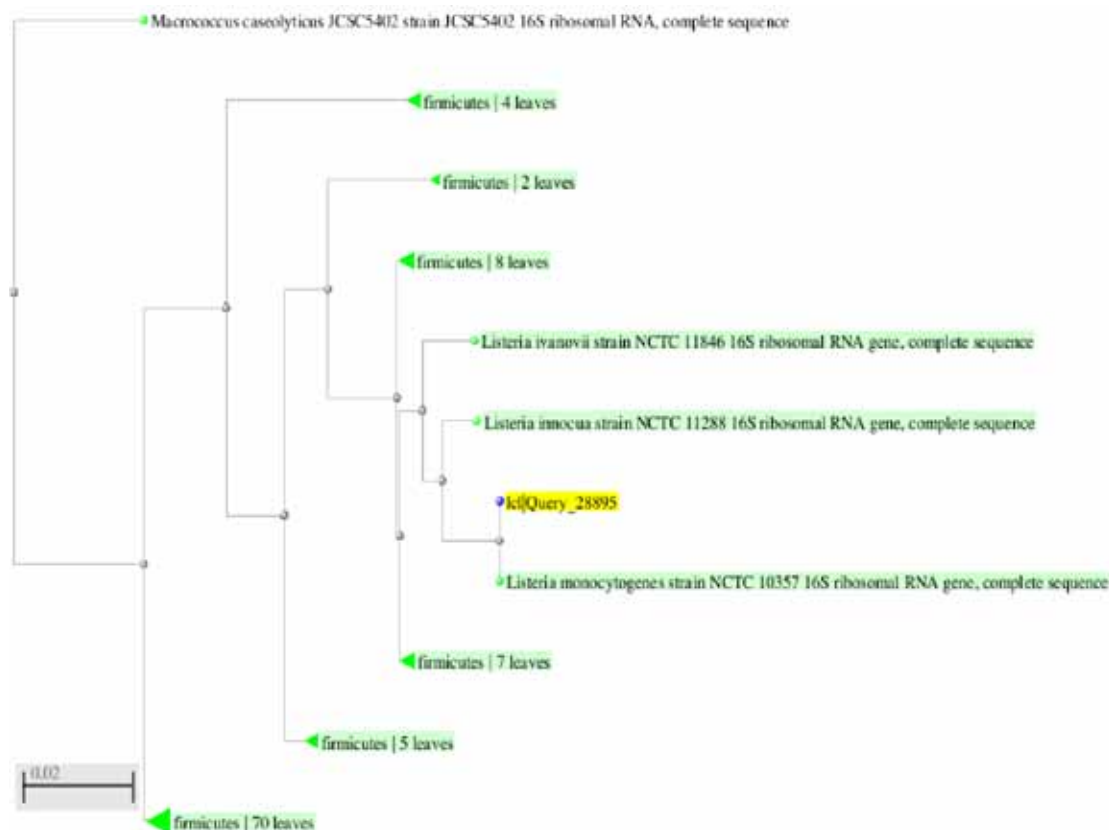 Macrococcus caseolyticus JCSC5402 strain JCSC5402 16S ribosomal RNA, complete sequence
firmicutes | 4 leaves
firmicutes | 2 leaves
firmicutes | 8 leaves
Listeria ivanovii strain NCTC 11846 16S ribosomal RNA gene, complete sequence
Listeria innocua strain NCTC 11288 16S ribosomal RNA gene, complete sequence
lcl|Query_28895
Listeria monocytogenes strain NCTC 10357 16S ribosomal RNA gene, complete sequence
firmicutes | 7 leaves
firmicutes | 5 leaves
0.02
firmicutes | 70 leaves